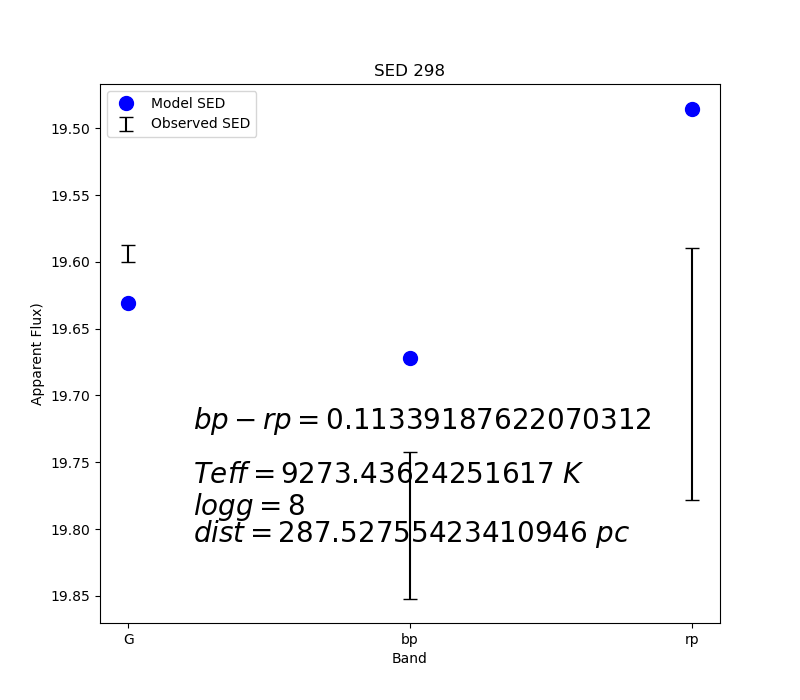 SED 298
Model SED
Observed SED
19.50
19.55
19.60
19.65
19.70
19.75
19.80
19.85
Apparent Flux)
bp − rp = 0.11339187622070312
Teff = 9273.43624251617 K
logg = 8
dist = 287.52755423410946 pc
G bp rp
Band